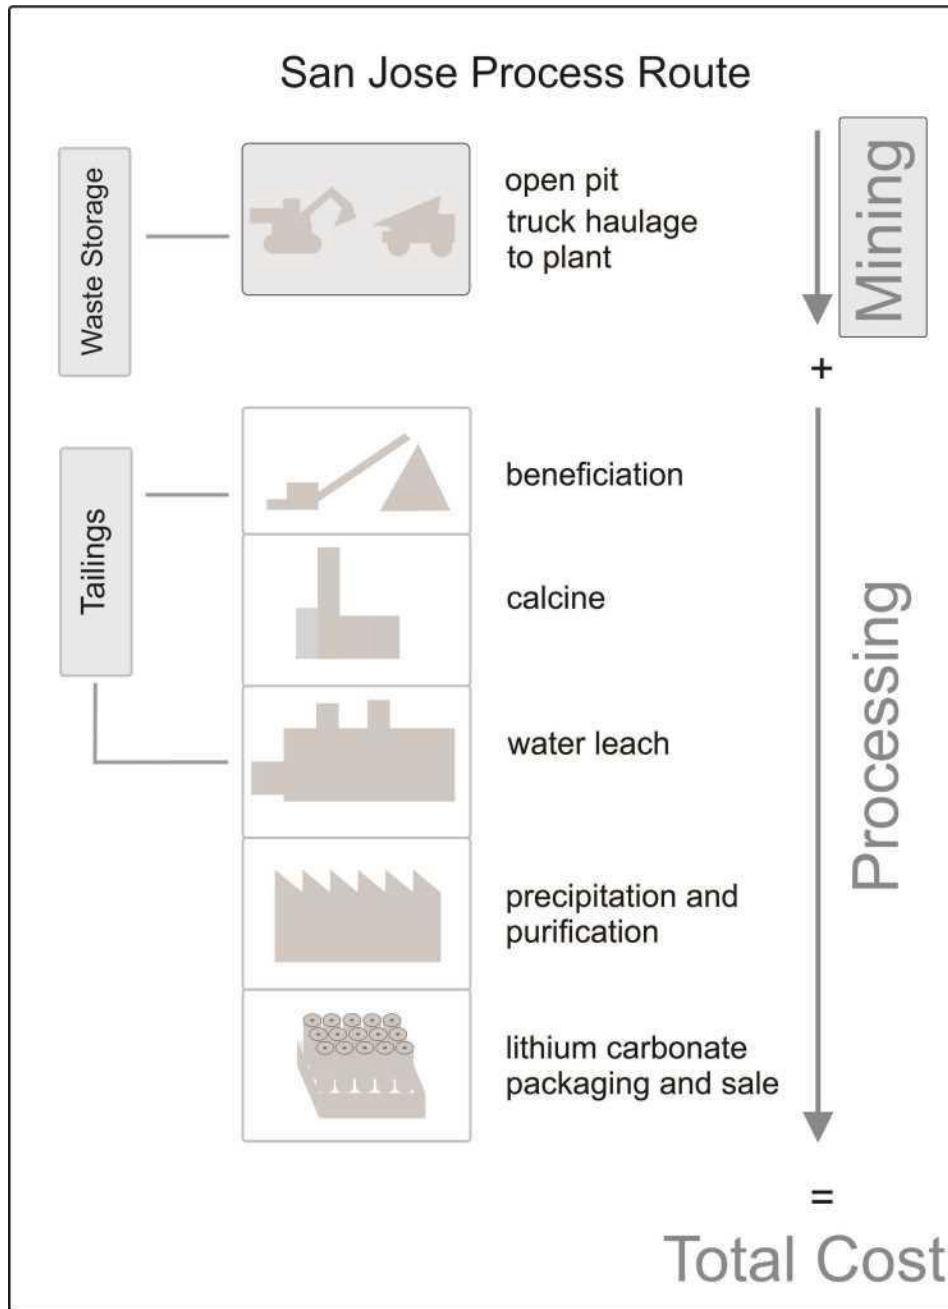 San Jose Process Route
Waste Storage
open pit
truck haulage
to plant
Mining
+
Tailings
beneficiation
calcine
water leach
precipitation and
purification
lithium carbonate
packaging and sale
Processing
=
Total Cost